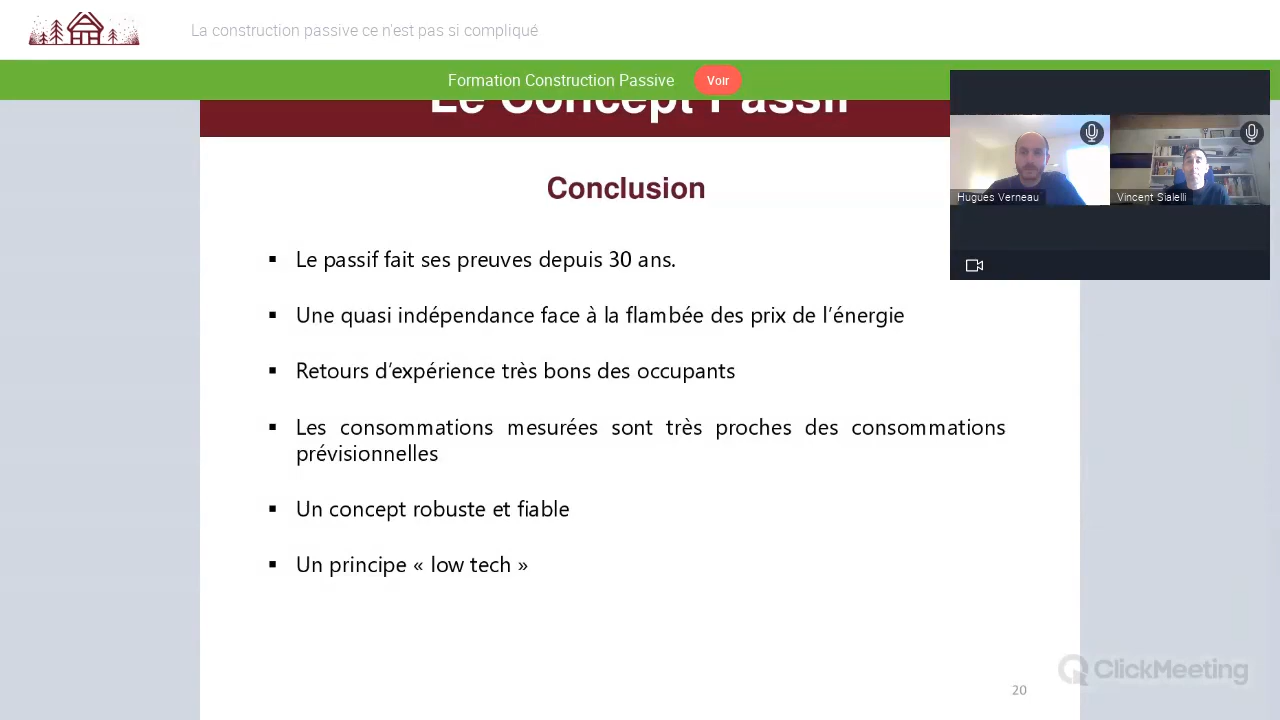 La construction passive ce n'est pas si compliqué
Formation Construction Passive
Voir
Le Concept Passif
Hugues Verneau
Vincent Sialelli
Conclusion
▪ Le passif fait ses preuves depuis 30 ans.
▪ Une quasi indépendance face à la flambée des prix de l’énergie
▪ Retours d’expérience très bons des occupants
▪ Les consommations mesurées sont très proches des consommations
prévisionnelles
▪ Un concept robuste et fiable
▪ Un principe « low tech »
ClickMeeting
20